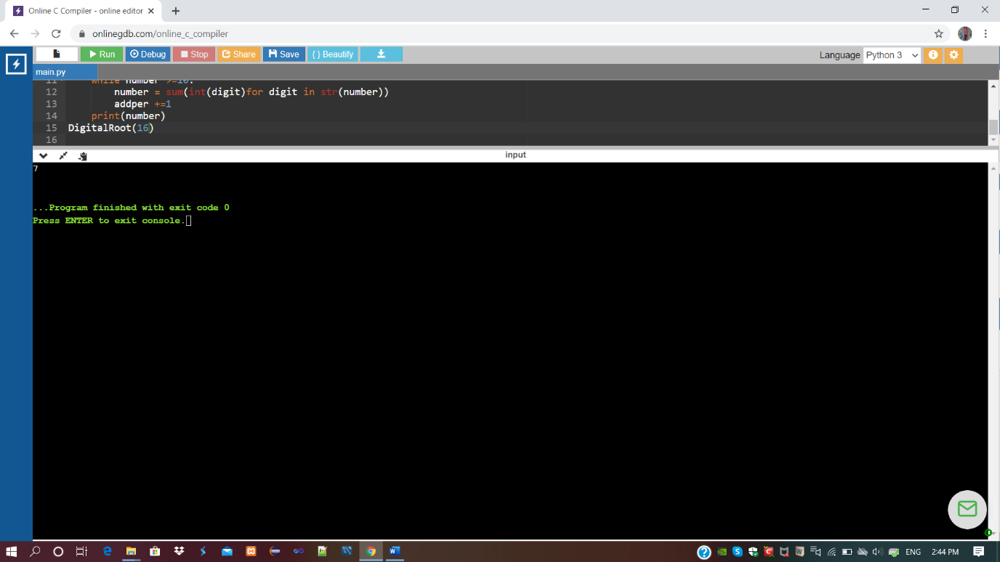 Online C Compiler - online editor
onlinegdb.com/online_c_compiler
Run Debug Stop Share Save { } Beautify Language Python 3
main.py
11 while number >=10:
12 number = sum(int(digit)for digit in str(number))
13 addper +=1
14 print(number)
15 DigitalRoot(16)
16
input
7
...Program finished with exit code 0
Press ENTER to exit console.
ENG 2:44 PM